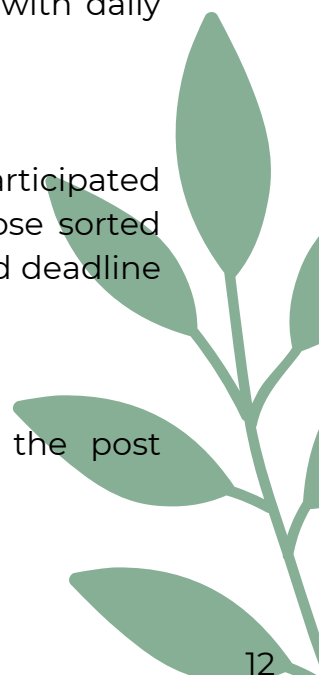 with daily
articipated
ose sorted
d deadline
the post
12